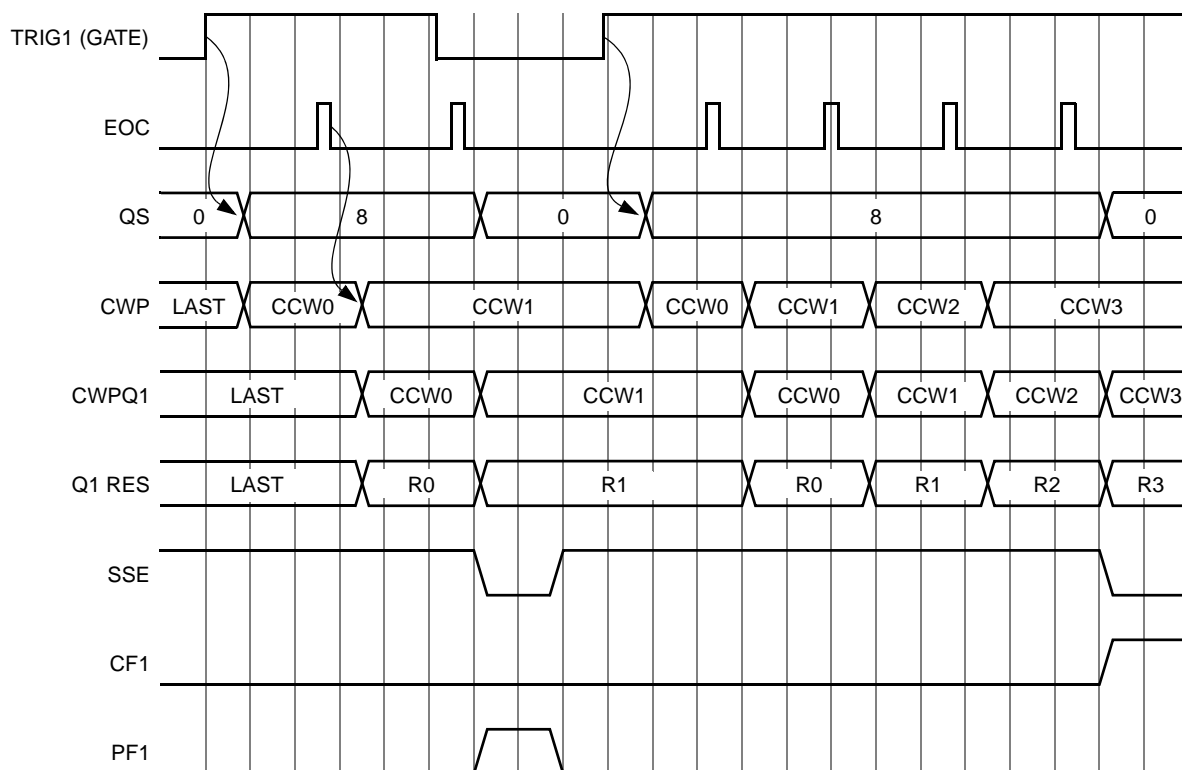 TRIG1 (GATE)
EOC
QS 0 8 0 8 0
CWP LAST CCW0 CCW1 CCW0 CCW1 CCW2 CCW3
CWPQ1 LAST CCW0 CCW1 CCW0 CCW1 CCW2 CCW3
Q1 RES LAST R0 R1 R0 R1 R2 R3
SSE
CF1
PF1